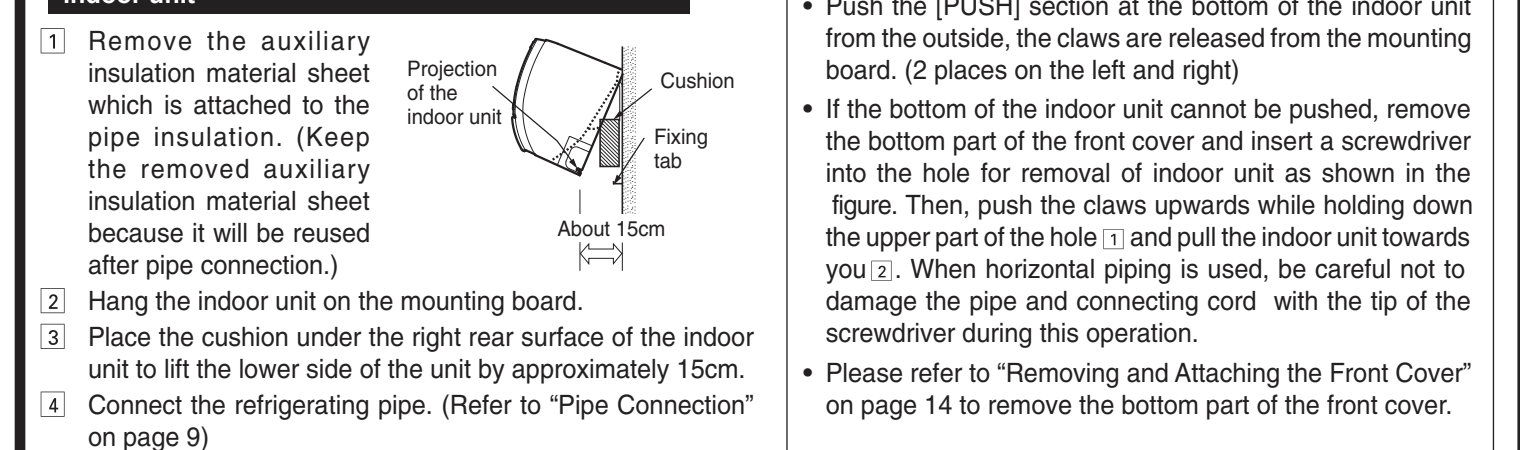 indoor unit
1 Remove the auxiliary
insulation material sheet
which is attached to the
pipe insulation. (Keep
the removed auxiliary
insulation material sheet
because it will be reused
after pipe connection.)
Projection
of the
indoor unit
Cushion
Fixing
tab
About 15cm
2 Hang the indoor unit on the mounting board.
3 Place the cushion under the right rear surface of the indoor
unit to lift the lower side of the unit by approximately 15cm.
4 Connect the refrigerating pipe. (Refer to “Pipe Connection”
on page 9)
• Push the [PUSH] section at the bottom of the indoor unit
from the outside, the claws are released from the mounting
board. (2 places on the left and right)
• If the bottom of the indoor unit cannot be pushed, remove
the bottom part of the front cover and insert a screwdriver
into the hole for removal of indoor unit as shown in the
figure. Then, push the claws upwards while holding down
the upper part of the hole 1 and pull the indoor unit towards
you 2. When horizontal piping is used, be careful not to
damage the pipe and connecting cord with the tip of the
screwdriver during this operation.
• Please refer to “Removing and Attaching the Front Cover”
on page 14 to remove the bottom part of the front cover.